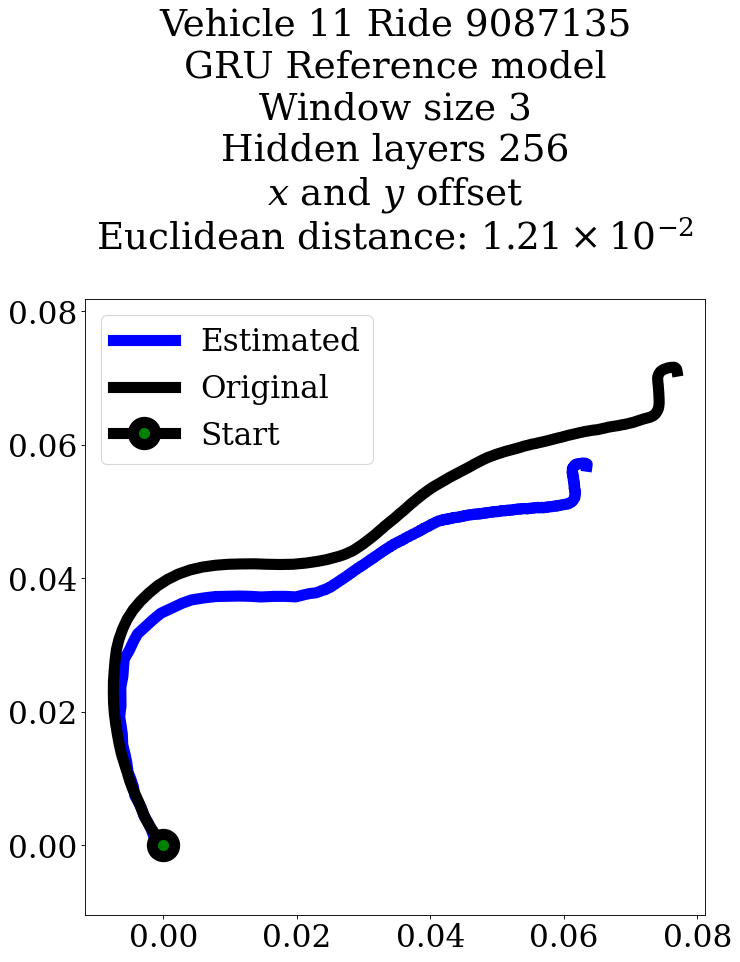 Vehicle 11 Ride 9087135
GRU Reference model
Window size 3
Hidden layers 256
x and y offset
Euclidean distance: 1.21 × 10⁻²
0.08
Estimated
Original
Start
0.06
0.04
0.02
0.00
0.00 0.02 0.04 0.06 0.08